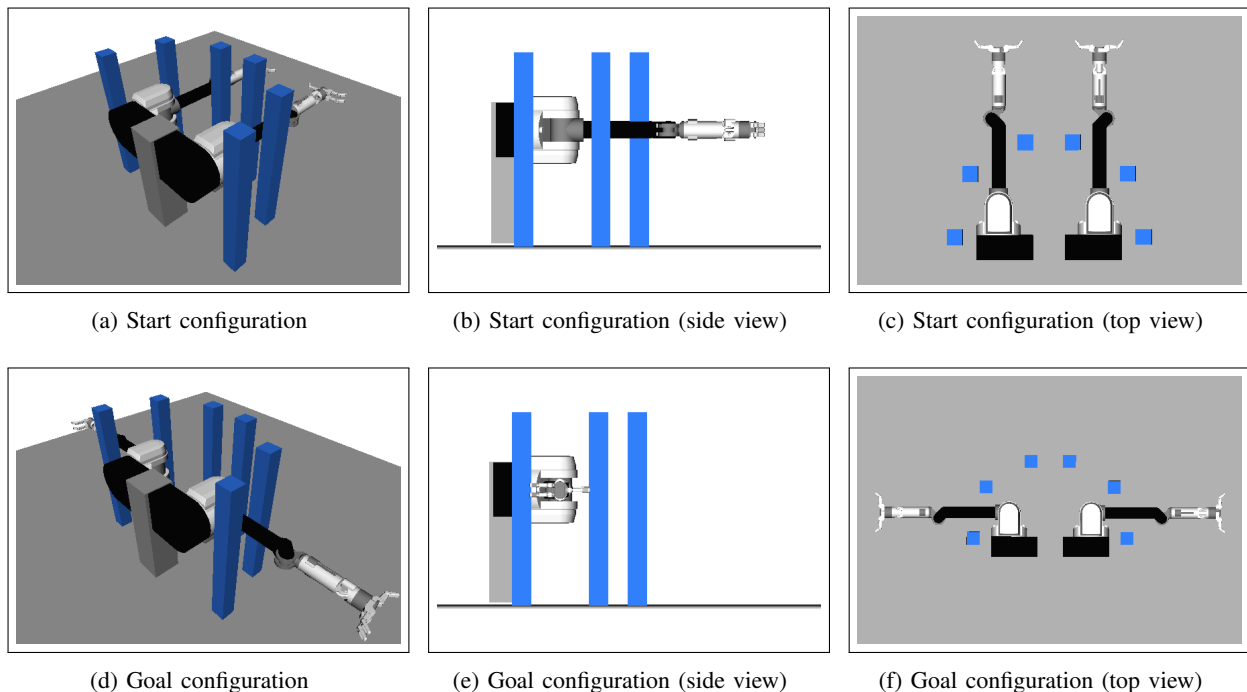 (a) Start configuration
(b) Start configuration (side view)
(c) Start configuration (top view)
(d) Goal configuration
(e) Goal configuration (side view)
(f) Goal configuration (top view)